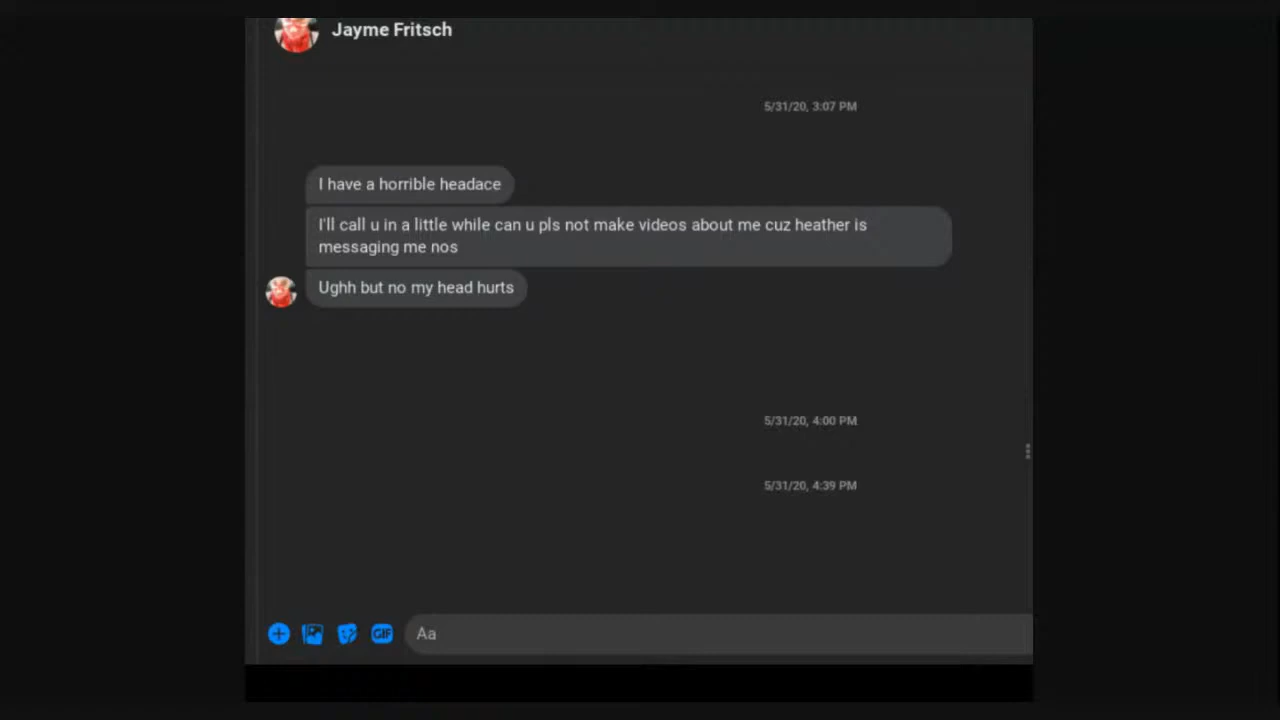 Jayme Fritsch
5/31/20, 3:07 PM
I have a horrible headace
I'll call u in a little while can u pls not make videos about me cuz heather is
messaging me nos
Ughh but no my head hurts
5/31/20, 4:00 PM
5/31/20, 4:39 PM
GIF
Aa